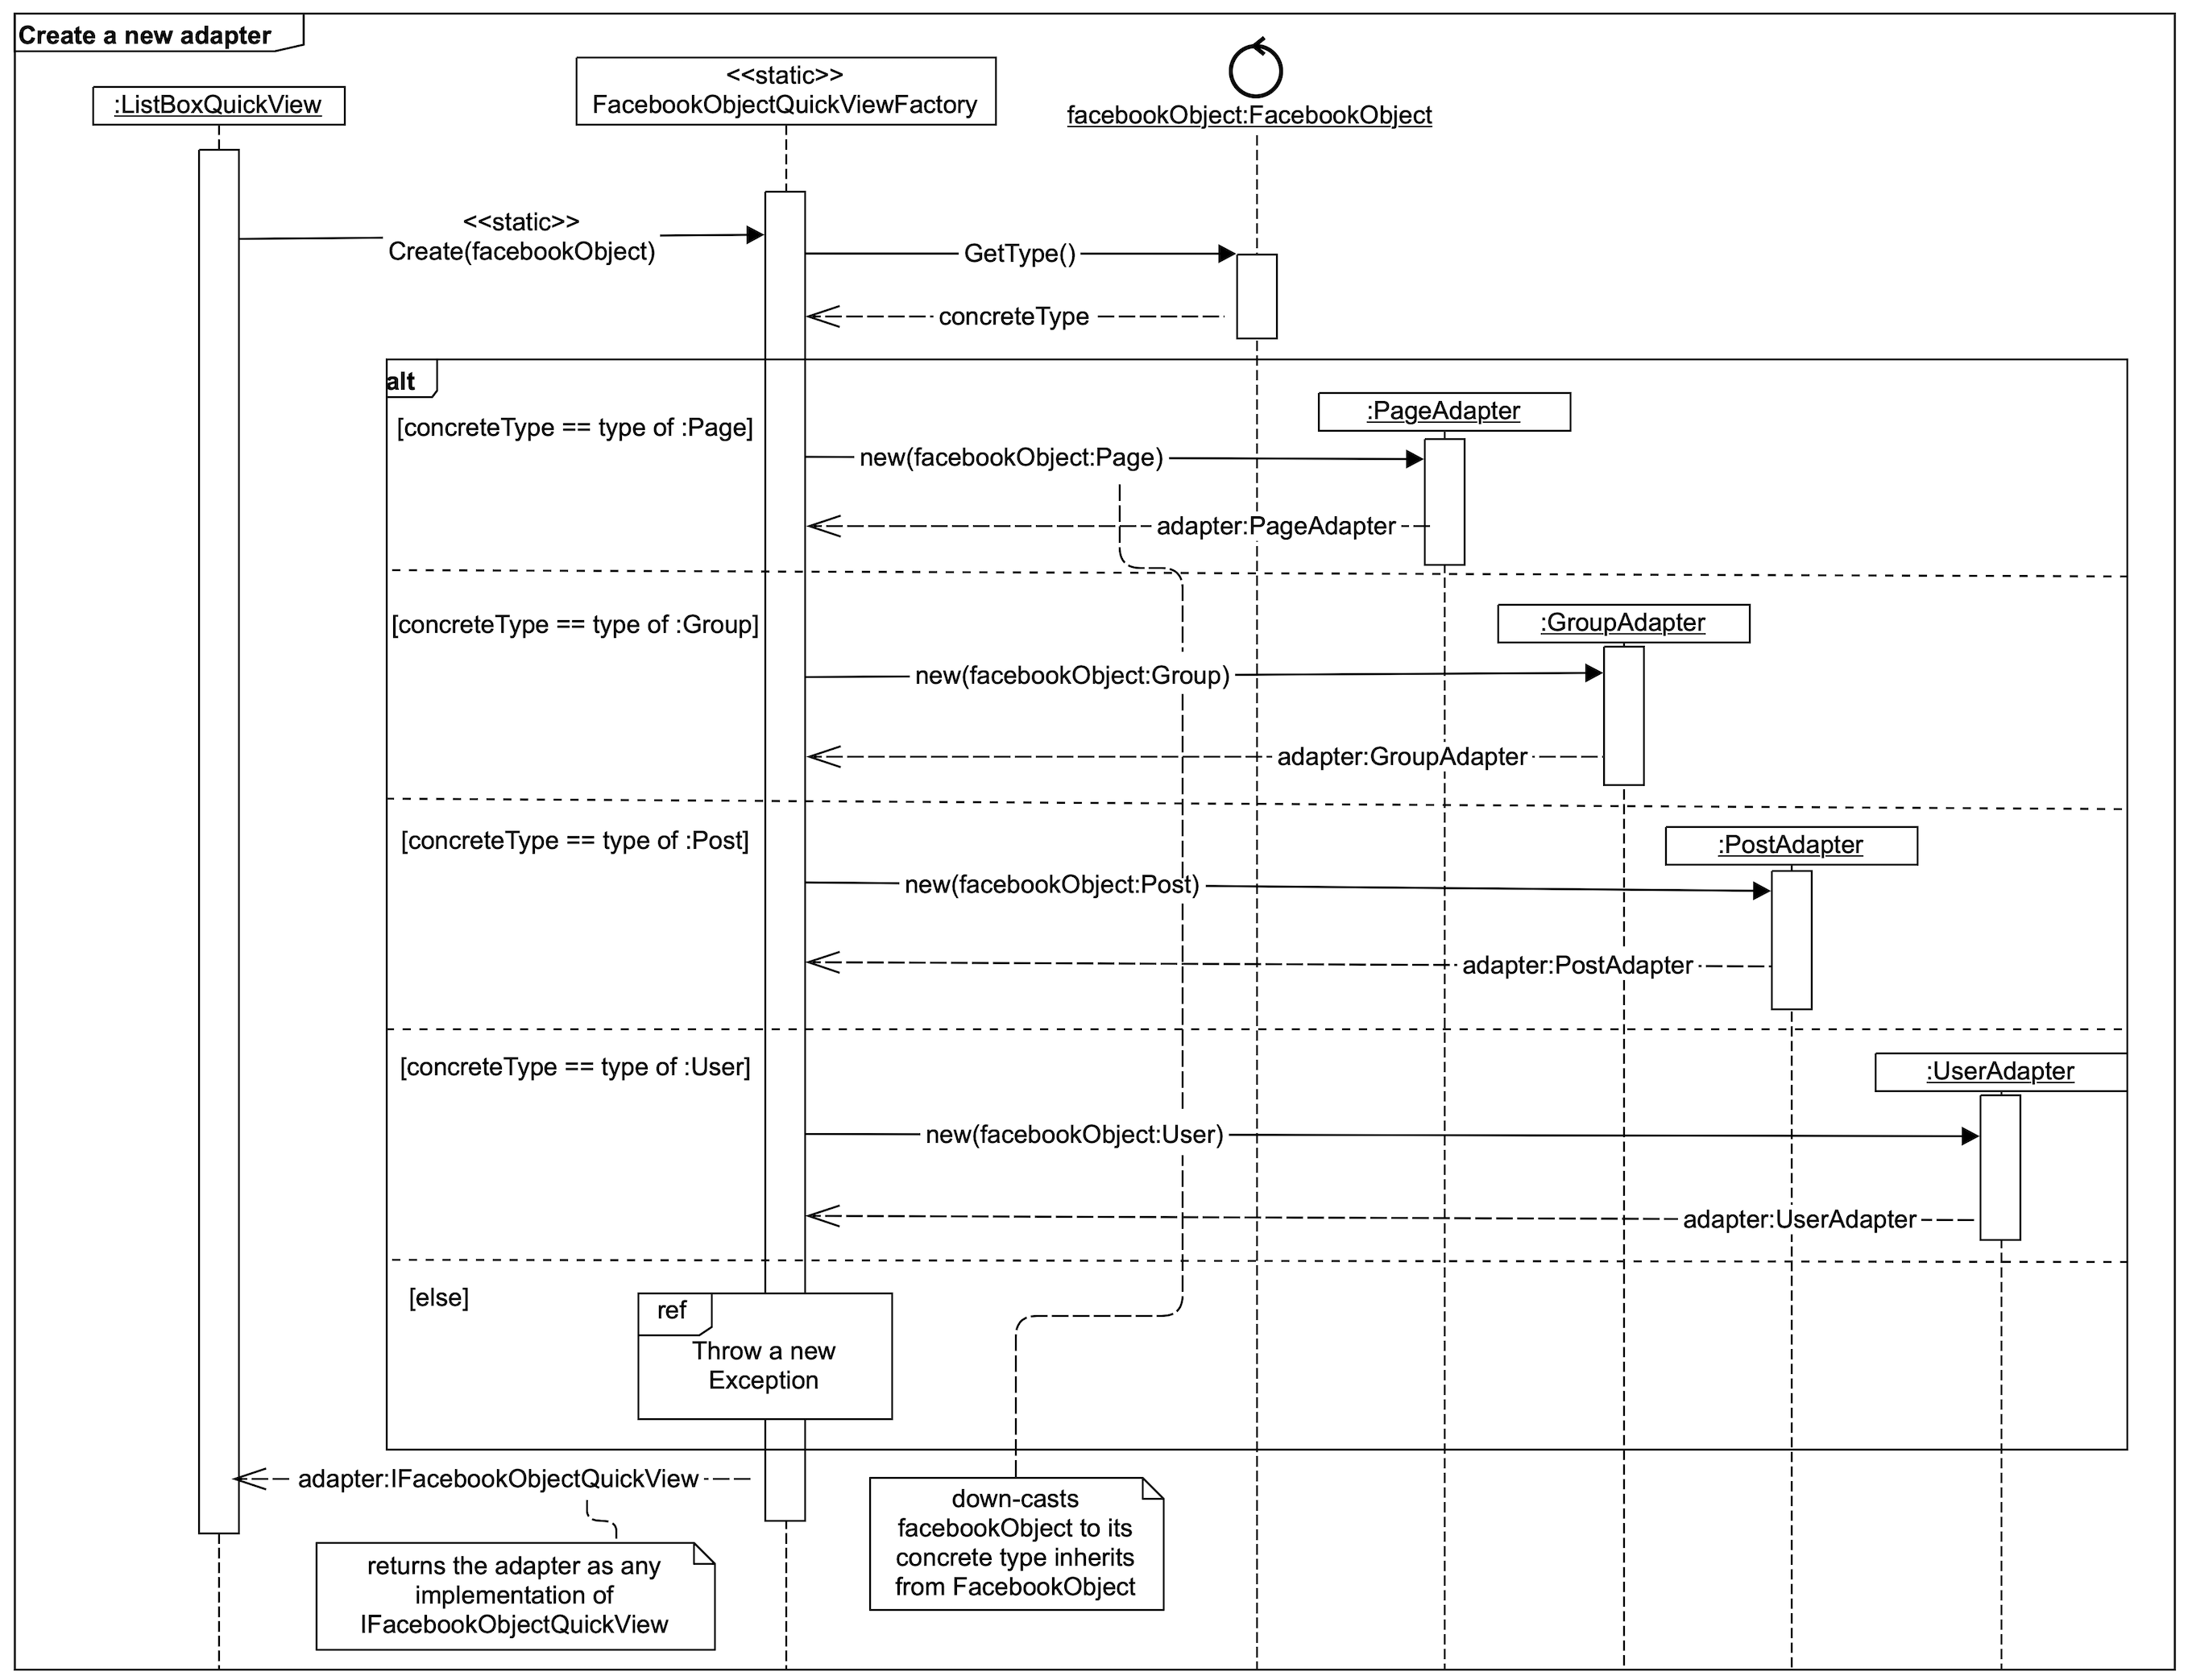 Create a new adapter
:ListBoxQuickView
<<static>>
FacebookObjectQuickViewFactory
facebookObject:FacebookObject
<<static>>
Create(facebookObject)
GetType()
concreteType
alt
[concreteType == type of :Page]
:PageAdapter
new(facebookObject:Page)
adapter:PageAdapter
[concreteType == type of :Group]
:GroupAdapter
new(facebookObject:Group)
adapter:GroupAdapter
[concreteType == type of :Post]
:PostAdapter
new(facebookObject:Post)
adapter:PostAdapter
[concreteType == type of :User]
:UserAdapter
new(facebookObject:User)
adapter:UserAdapter
[else]
ref
Throw a new
Exception
adapter:IFacebookObjectQuickView
down-casts
facebookObject to its
concrete type inherits
from FacebookObject
returns the adapter as any
implementation of
IFacebookObjectQuickView